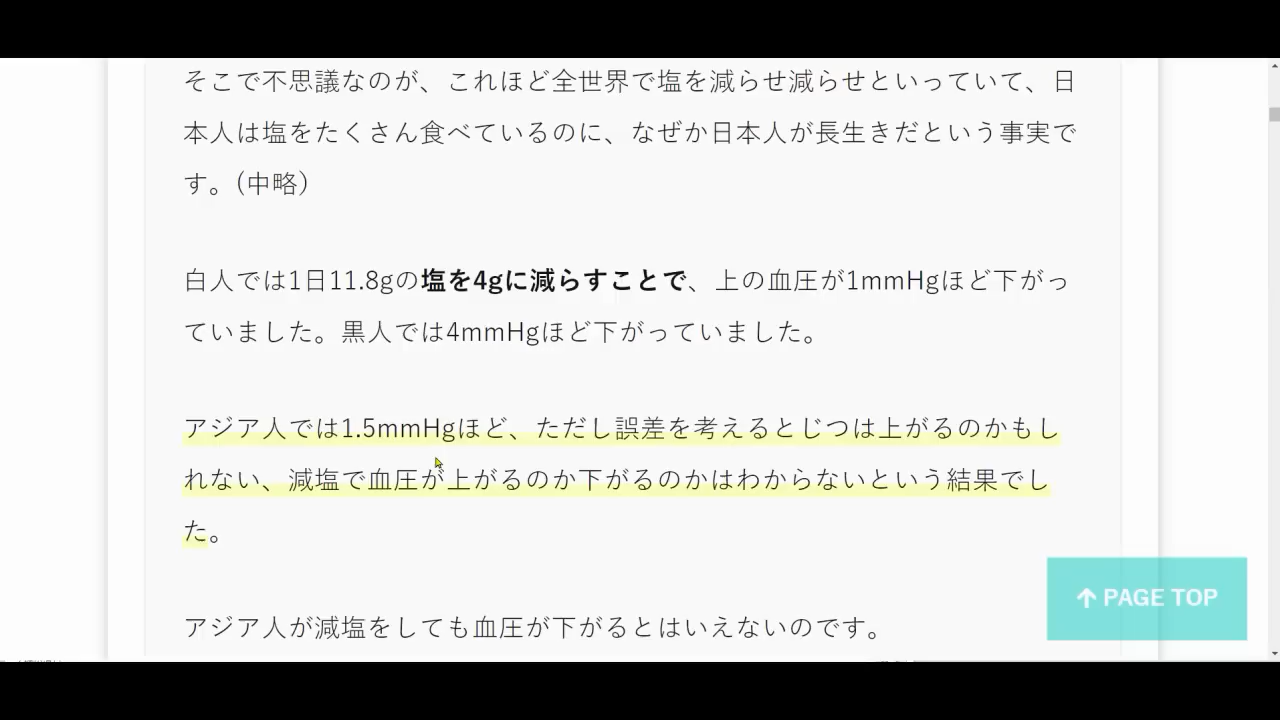 そこで不思議なのが、これほど全世界で塩を減らせ減らせといっていて、日
本人は塩をたくさん食べているのに、なぜか日本人が長生きだという事実で
す。(中略)
白人では1日11.8gの塩を4gに減らすことで、上の血圧が1mmHgほど下がっ
ていました。黒人では4mmHgほど下がっていました。
アジア人では1.5mmHgほど、ただし誤差を考えるとじつは上がるのかもし
れない、減塩で血圧が上がるのか下がるのかはわからないという結果でし
た。
アジア人が減塩をしても血圧が下がるとはいえないのです。
↑ PAGE TOP